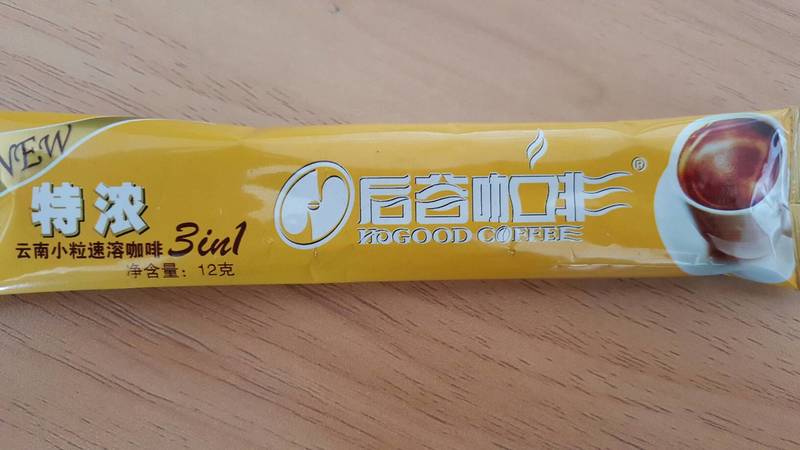 NEW
特浓
云南小粒速溶咖啡 3in1
净含量：12克
后谷咖啡®
HOGOOD COFFEE